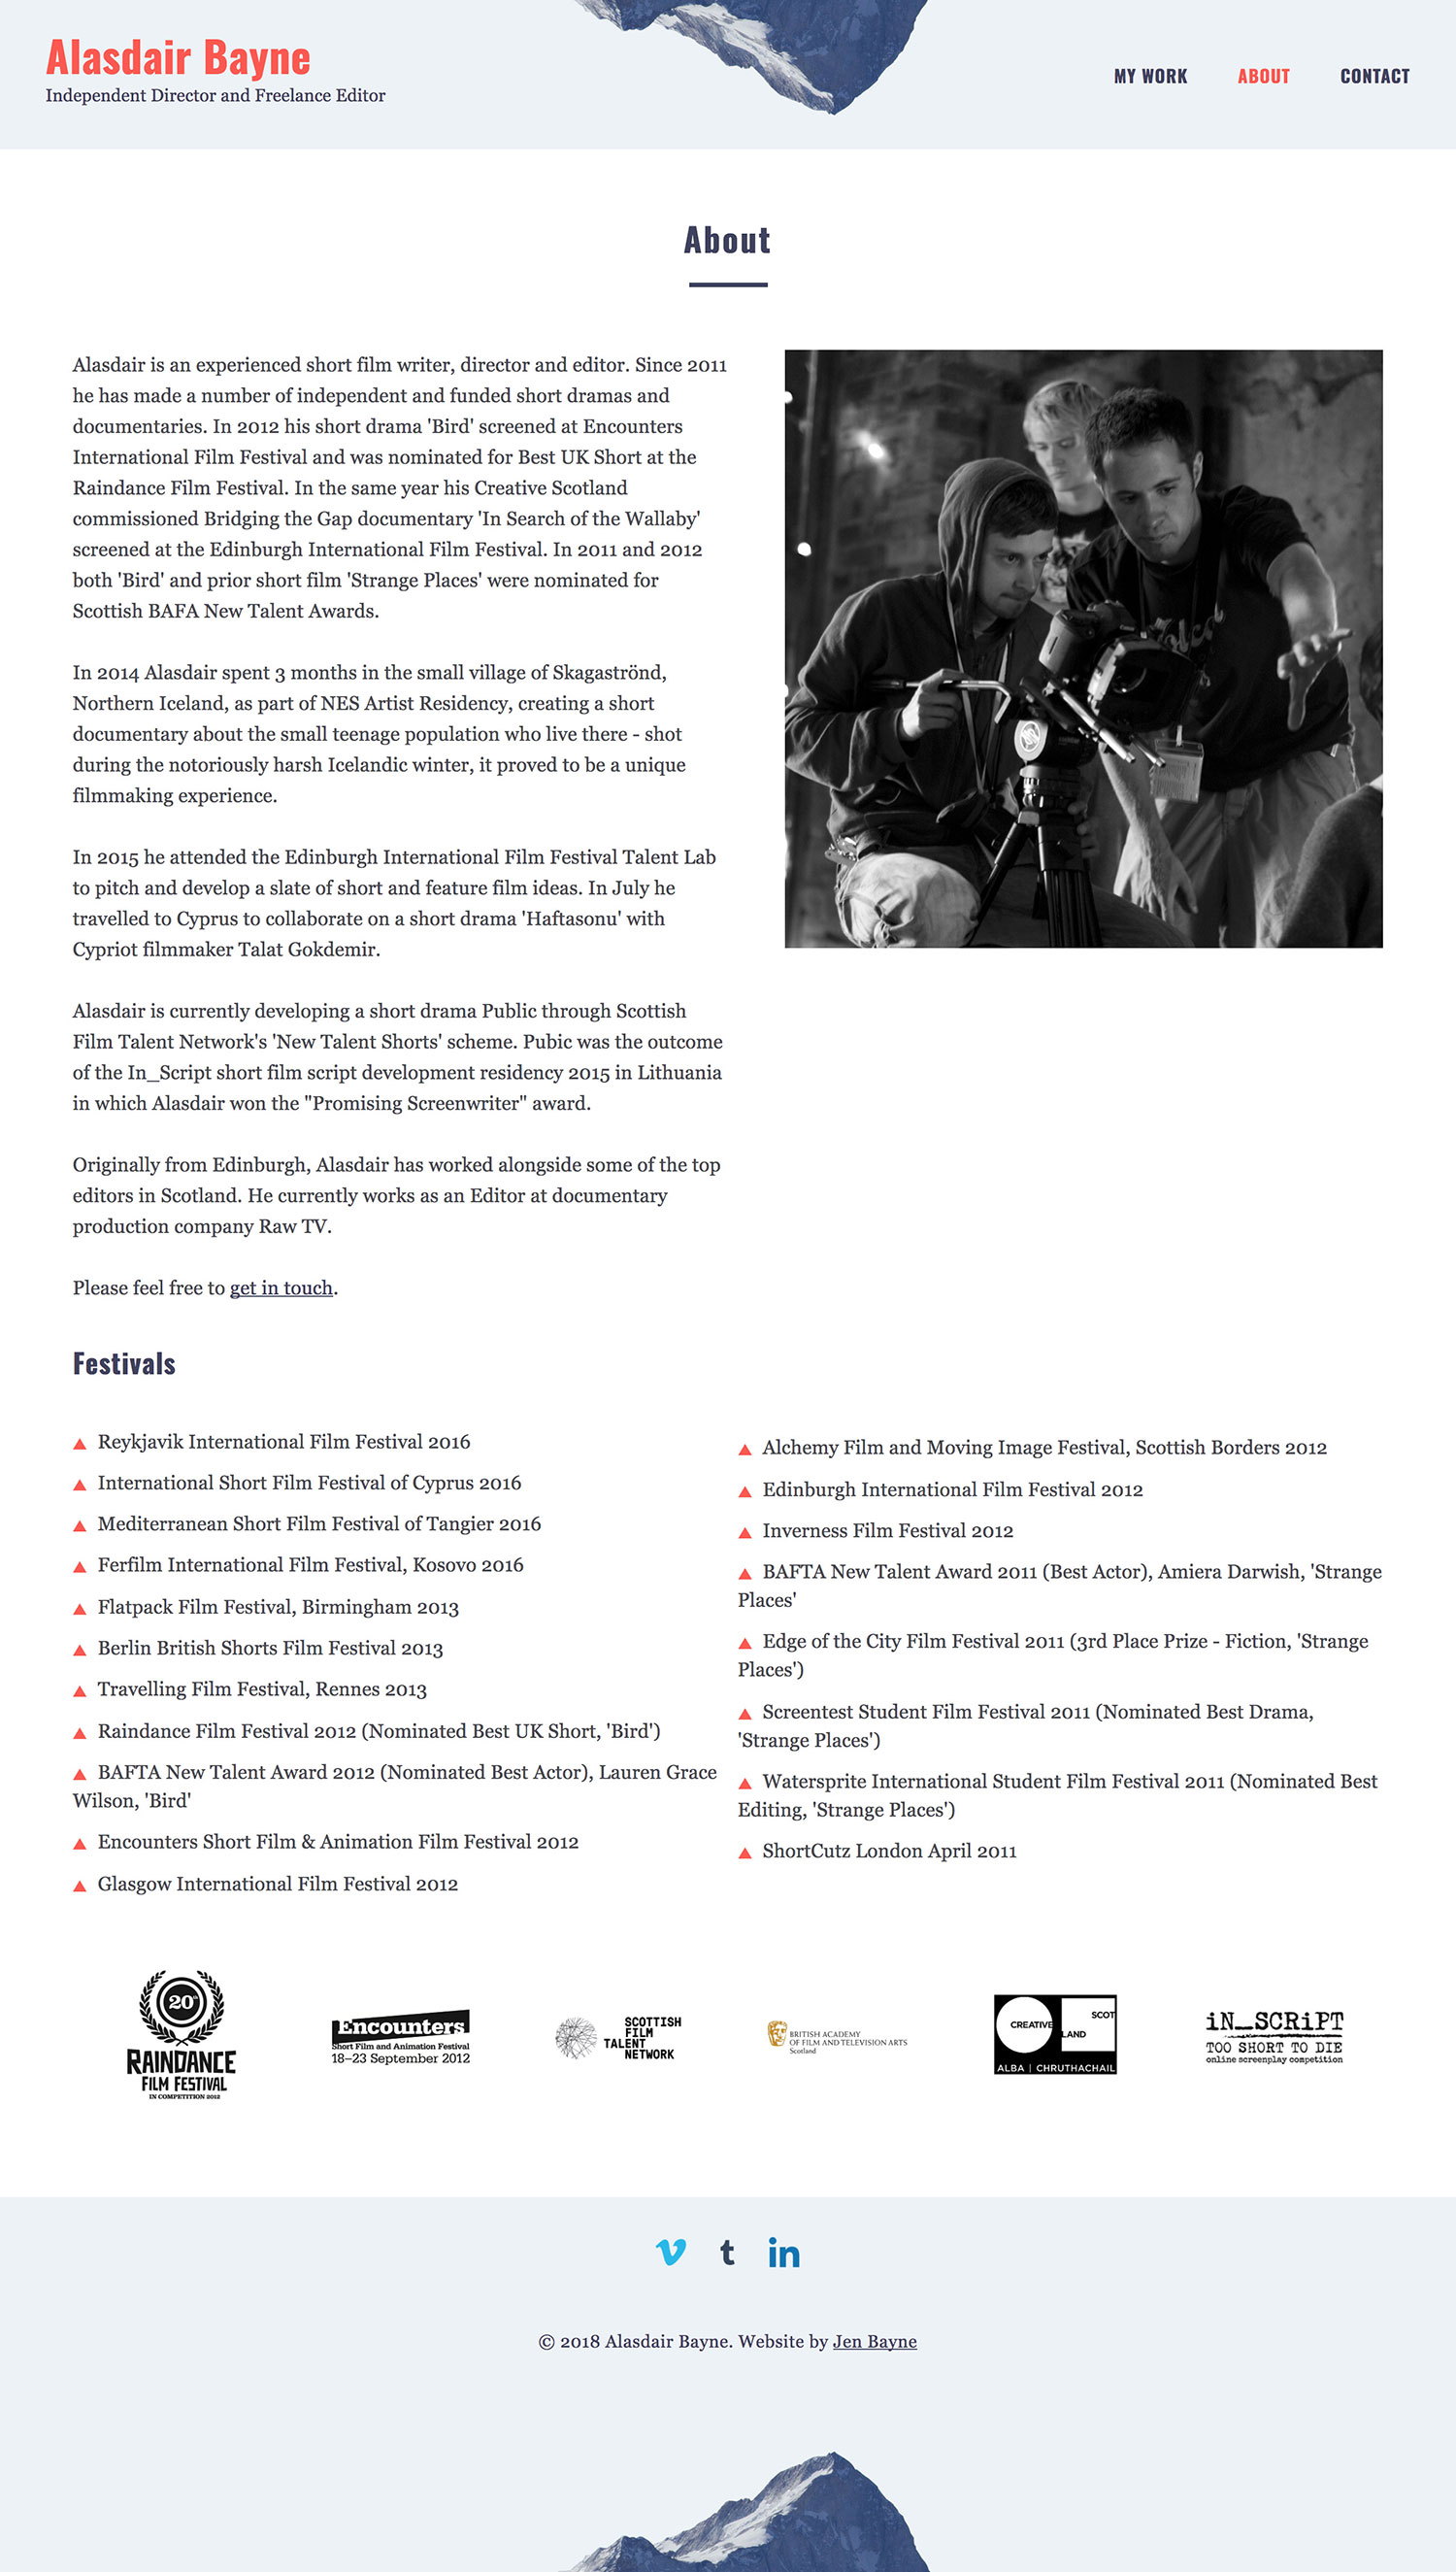 Alasdair Bayne
Independent Director and Freelance Editor
MY WORK
ABOUT
CONTACT
About
Alasdair is an experienced short film writer, director and editor. Since 2011
he has made a number of independent and funded short dramas and
documentaries. In 2012 his short drama 'Bird' screened at Encounters
International Film Festival and was nominated for Best UK Short at the
Raindance Film Festival. In the same year his Creative Scotland
commissioned Bridging the Gap documentary 'In Search of the Wallaby'
screened at the Edinburgh International Film Festival. In 2011 and 2012
both 'Bird' and prior short film 'Strange Places' were nominated for
Scottish BAFA New Talent Awards.
In 2014 Alasdair spent 3 months in the small village of Skagaströnd,
Northern Iceland, as part of NES Artist Residency, creating a short
documentary about the small teenage population who live there - shot
during the notoriously harsh Icelandic winter, it proved to be a unique
filmmaking experience.
In 2015 he attended the Edinburgh International Film Festival Talent Lab
to pitch and develop a slate of short and feature film ideas. In July he
travelled to Cyprus to collaborate on a short drama 'Haftasonu' with
Cypriot filmmaker Talat Gokdemir.
Alasdair is currently developing a short drama Public through Scottish
Film Talent Network's 'New Talent Shorts' scheme. Pubic was the outcome
of the In_Script short film script development residency 2015 in Lithuania
in which Alasdair won the "Promising Screenwriter" award.
Originally from Edinburgh, Alasdair has worked alongside some of the top
editors in Scotland. He currently works as an Editor at documentary
production company Raw TV.
Please feel free to get in touch.
Festivals
Reykjavik International Film Festival 2016
International Short Film Festival of Cyprus 2016
Mediterranean Short Film Festival of Tangier 2016
Ferfilm International Film Festival, Kosovo 2016
Flatpack Film Festival, Birmingham 2013
Berlin British Shorts Film Festival 2013
Travelling Film Festival, Rennes 2013
Raindance Film Festival 2012 (Nominated Best UK Short, 'Bird')
BAFTA New Talent Award 2012 (Nominated Best Actor), Lauren Grace
Wilson, 'Bird'
Encounters Short Film & Animation Film Festival 2012
Glasgow International Film Festival 2012
Alchemy Film and Moving Image Festival, Scottish Borders 2012
Edinburgh International Film Festival 2012
Inverness Film Festival 2012
BAFTA New Talent Award 2011 (Best Actor), Amiera Darwish, 'Strange
Places'
Edge of the City Film Festival 2011 (3rd Place Prize - Fiction, 'Strange
Places')
Screentest Student Film Festival 2011 (Nominated Best Drama,
'Strange Places')
Watersprite International Student Film Festival 2011 (Nominated Best
Editing, 'Strange Places')
ShortCutz London April 2011
20th
RAINDANCE
FILM FESTIVAL
IN COMPETITION 2012
Encounters
Short Film and Animation Festival
18–23 September 2012
SCOTTISH
FILM
TALENT
NETWORK
BRITISH ACADEMY
OF FILM AND TELEVISION ARTS
Scotland
CREATIVE
SCOT
LAND
ALBA | CHRUTHACHAIL
iN_SCRiPT
TOO SHORT TO DIE
online screenplay competition
v t in
© 2018 Alasdair Bayne. Website by Jen Bayne